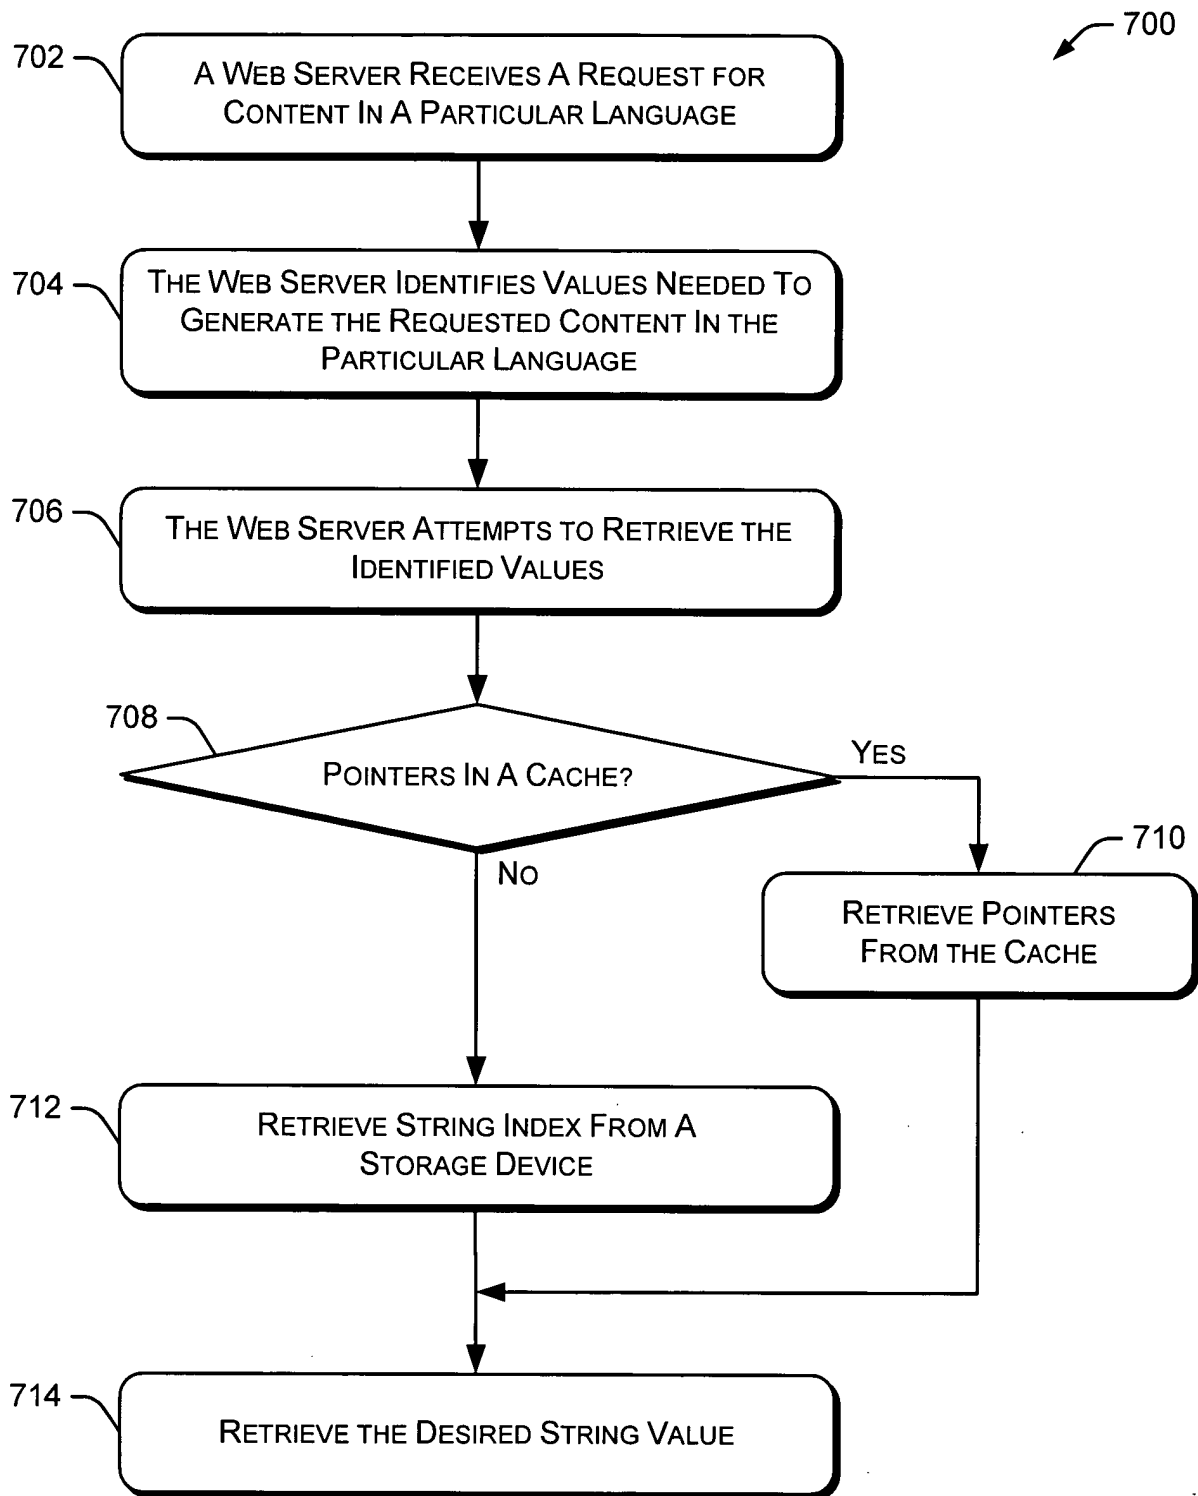 700
702
A WEB SERVER RECEIVES A REQUEST FOR
CONTENT IN A PARTICULAR LANGUAGE
704
THE WEB SERVER IDENTIFIES VALUES NEEDED TO
GENERATE THE REQUESTED CONTENT IN THE
PARTICULAR LANGUAGE
706
THE WEB SERVER ATTEMPTS TO RETRIEVE THE
IDENTIFIED VALUES
708
POINTERS IN A CACHE?
YES
NO
710
RETRIEVE POINTERS
FROM THE CACHE
712
RETRIEVE STRING INDEX FROM A
STORAGE DEVICE
714
RETRIEVE THE DESIRED STRING VALUE